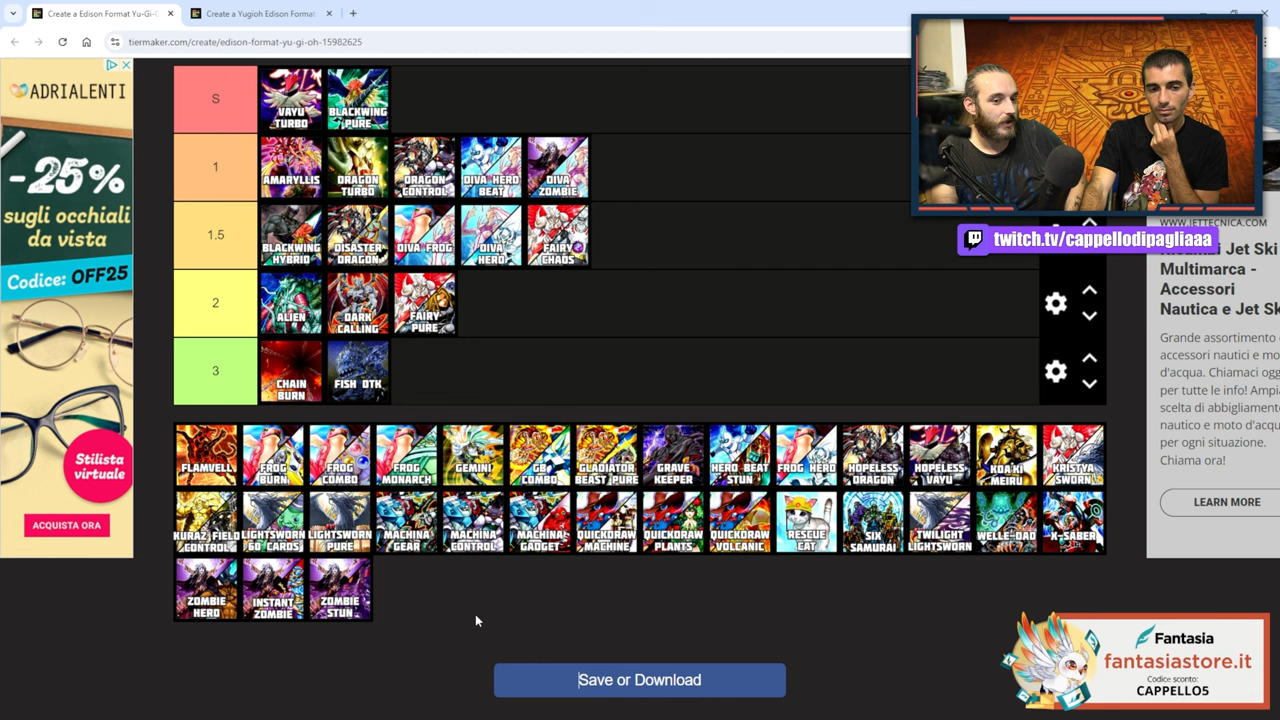 Create a Edison Format Yu-Gi-C
Create a Yugioh Edison Format
tiermaker.com/create/edison-format-yu-gi-oh-15982625
ADRIALENTI
-25%
sugli occhiali
da vista
Codice: OFF25
Stilista
virtuale
ACQUISTA ORA
S
VAYU TURBO
BLACKWING PURE
1
AMARYLLIS
DRAGON TURBO
DRAGON CONTROL
DIVA HERO BEAT
DIVA ZOMBIE
1.5
BLACKWING HYBRID
DISASTER DRAGON
DIVA FROG
DIVA HERO
FAIRY CHAOS
2
ALIEN
DARK CALLING
FAIRY PURE
3
CHAIN BURN
FISH OTK
FLAMVELL
FROG BURN
FROG COMBO
FROG MONARCH
GEMINI
GB COMBO
GLADIATOR BEAST PURE
GRAVE KEEPER
HERO BEAT STUN
FROG HERO
HOPELESS DRAGON
HOPELESS VAYU
KOA'KI MEIRU
KRISTYA SWORN
KURAZ FIELD CONTROL
LIGHTSWORN 60 CARDS
LIGHTSWORN PURE
MACHINA GEAR
MACHINA CONTROL
MACHINA GADGET
QUICKDRAW MACHINE
QUICKDRAW PLANTS
QUICKDRAW VOLCANIC
RESCUE CAT
SIX SAMURAI
TWILIGHT LIGHTSWORN
WELLE-DAD
X-SABER
ZOMBIE HERO
INSTANT ZOMBIE
ZOMBIE STUN
Save or Download
twitch.tv/cappellodipagliaaa
WWW.JETTECNICA.COM
Ricambi Jet Ski
Multimarca -
Accessori
Nautica e Jet Sk
Grande assortimento d
accessori nautici e mo
d'acqua. Chiamaci ogg
per tutte le info! Ampia
scelta di abbigliamento
nautico e moto d'acqua
per ogni situazione.
Chiama ora!
LEARN MORE
Fantasia
fantasiastore.it
Codice sconto:
CAPPELLO5